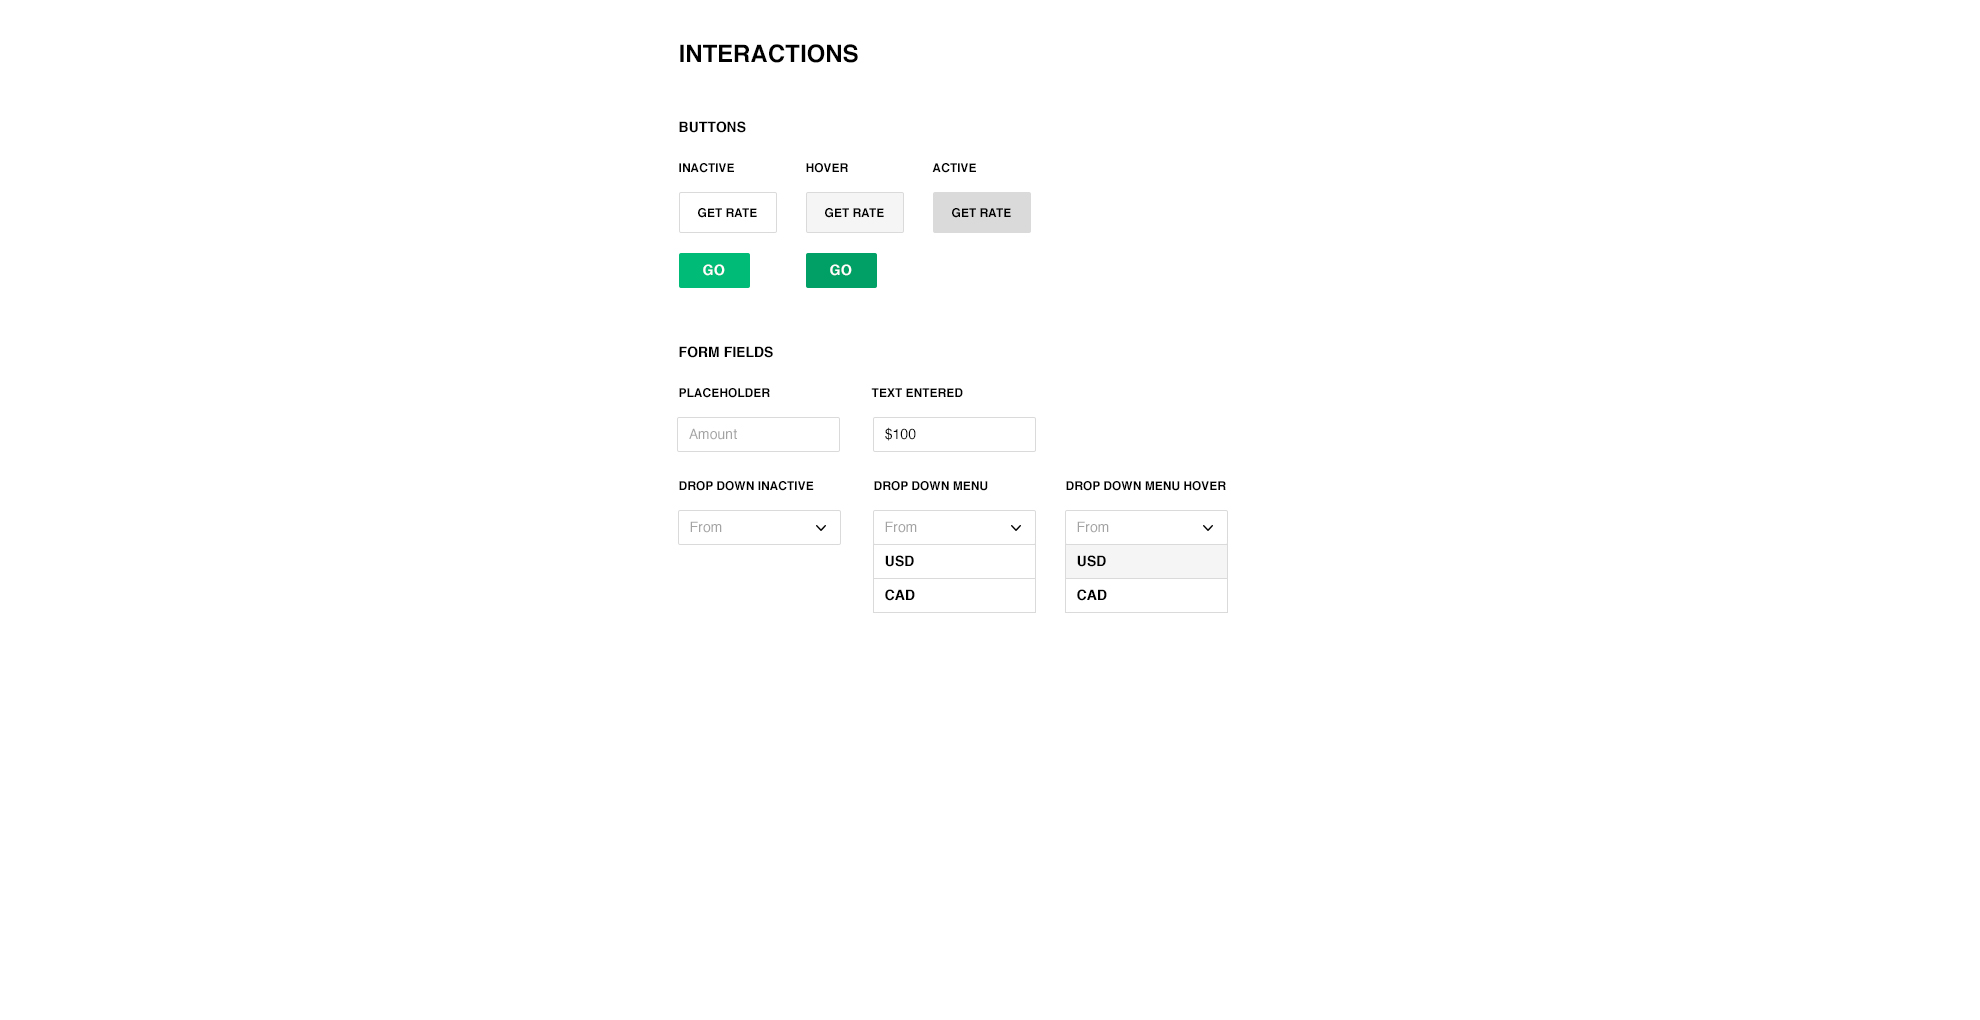 INTERACTIONS
BUTTONS
INACTIVE HOVER ACTIVE
GET RATE GET RATE GET RATE
GO GO
FORM FIELDS
PLACEHOLDER TEXT ENTERED
Amount $100
DROP DOWN INACTIVE DROP DOWN MENU DROP DOWN MENU HOVER
From From From
USD USD
CAD CAD